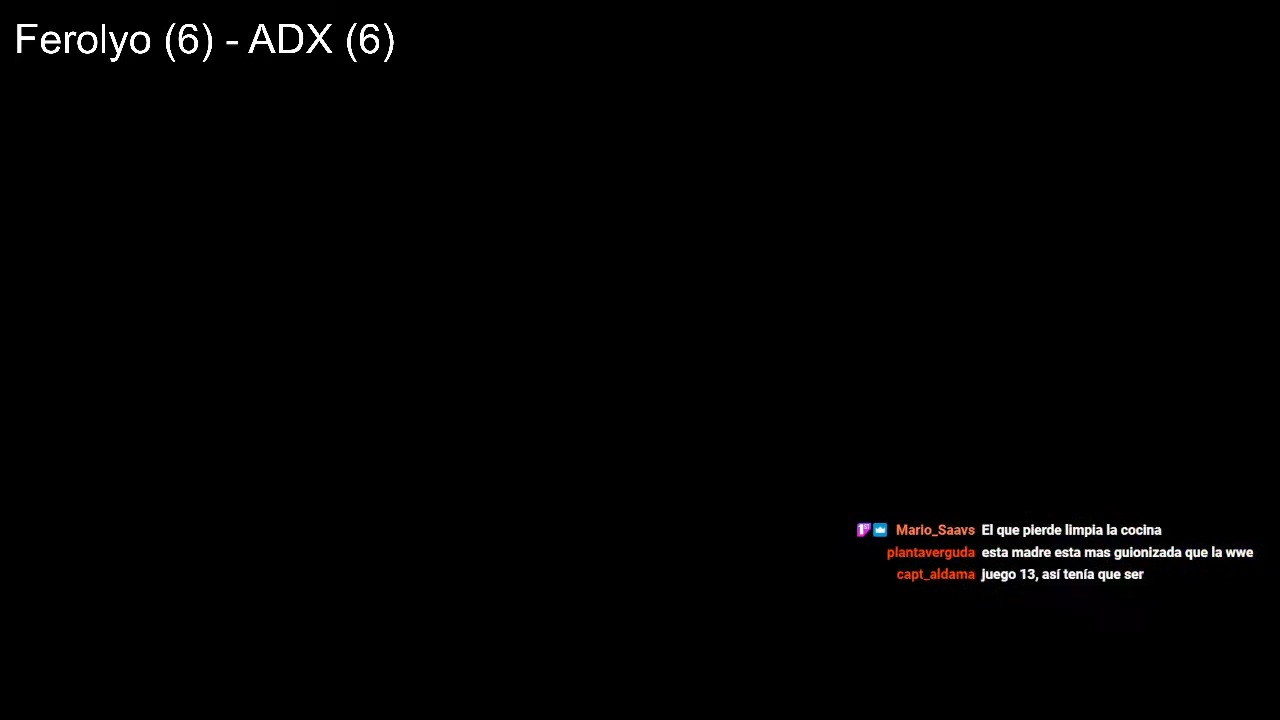 Ferolyo (6) - ADX (6)
Mario_Saavs El que pierde limpia la cocina
plantaverguda esta madre esta mas guionizada que la wwe
capt_aldama juego 13, así tenía que ser